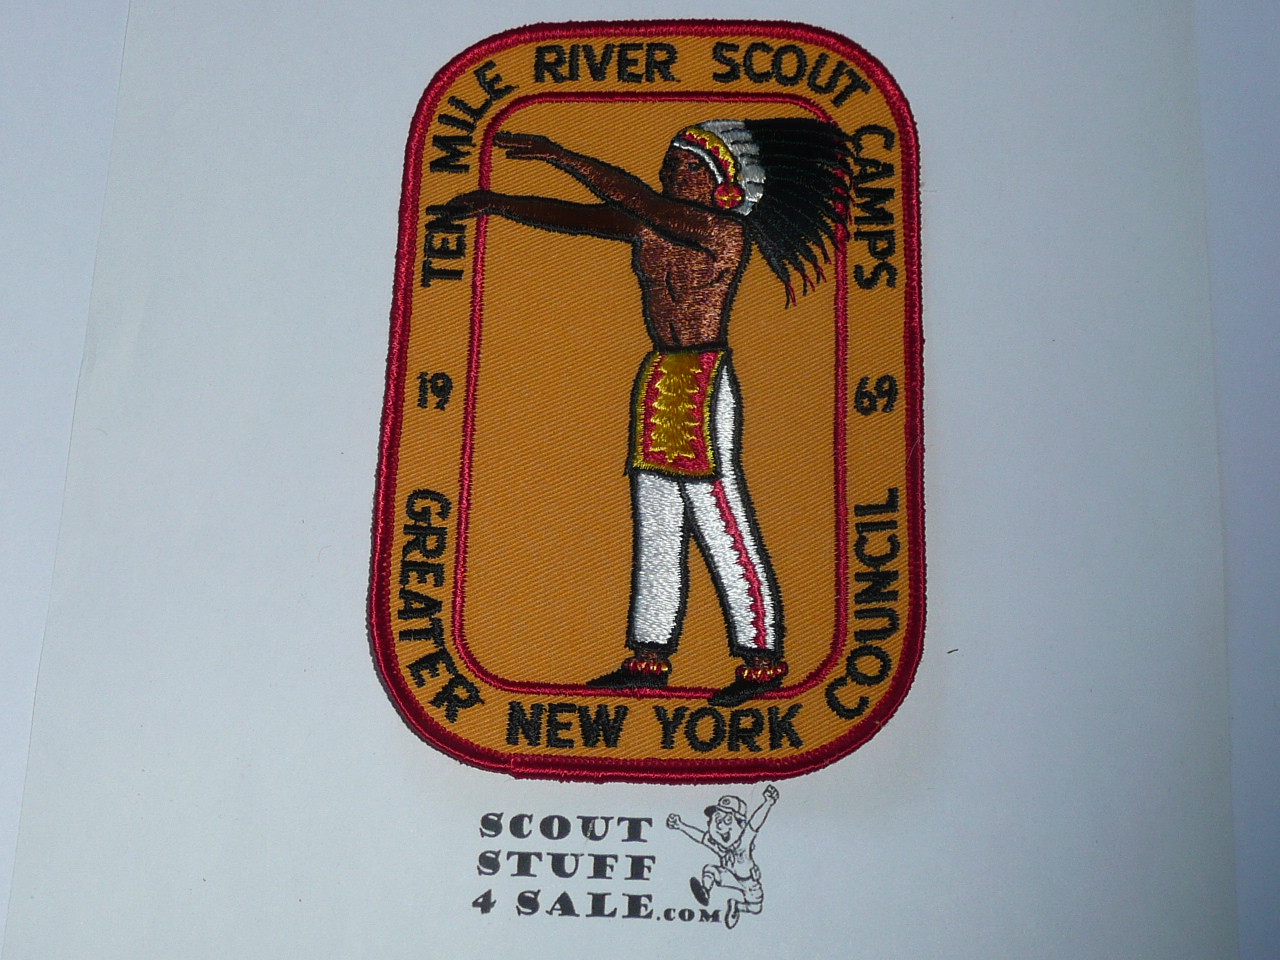 TEN MILE RIVER SCOUT CAMPS
19 69
GREATER NEW YORK COUNCIL
SCOUT
STUFF
4 SALE.COM